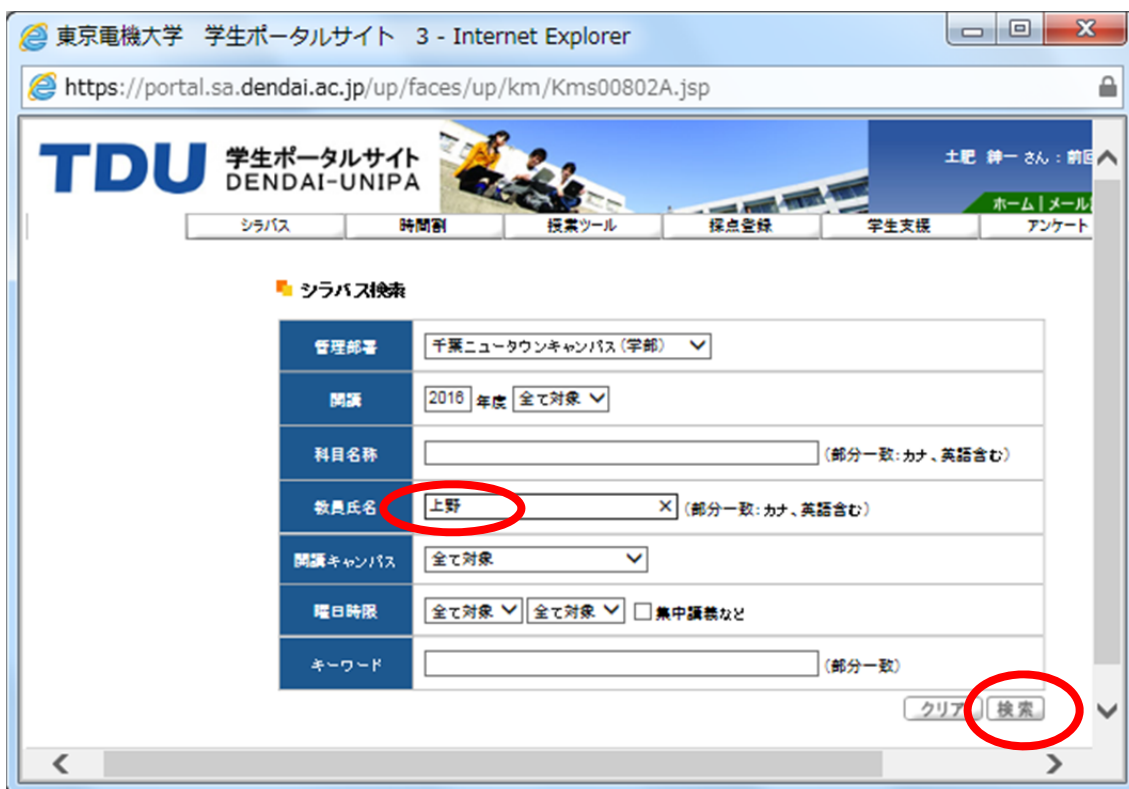 東京電機大学 学生ポータルサイト 3 - Internet Explorer
https://portal.sa.dendai.ac.jp/up/faces/up/km/Kms00802A.jsp
TDU 学生ポータルサイト
DENDAI-UNIPA
土肥 紳一 さん : 前回
ホーム | メール
シラバス 時間割 授業ツール 採点登録 学生支援 アンケート
シラバス検索
管理部署 千葉ニュータウンキャンパス(学部)
開講 2016 年度 全て対象
科目名称 (部分一致:カナ、英語含む)
教員氏名 上野 × (部分一致:カナ、英語含む)
開講キャンパス 全て対象
曜日時限 全て対象 全て対象 集中講義など
キーワード (部分一致)
クリア 検索